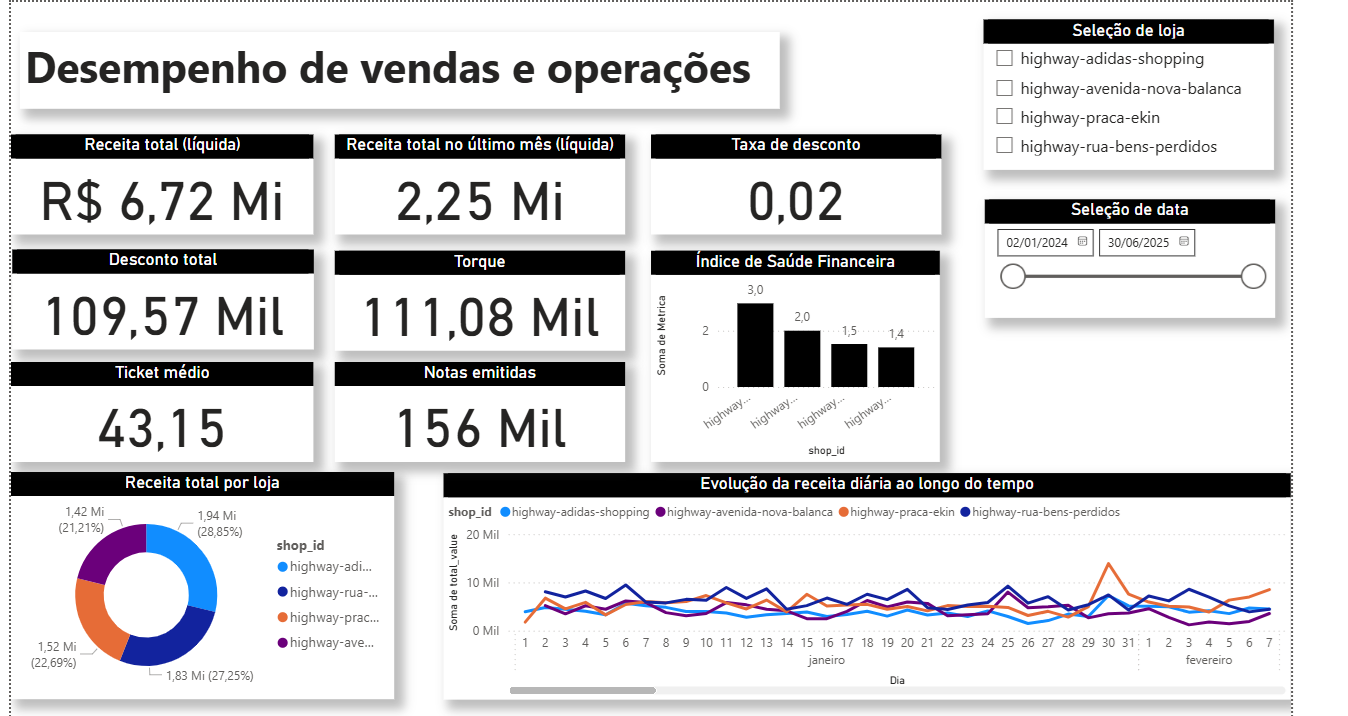 Desempenho de vendas e operações
Seleção de loja
highway-adidas-shopping
highway-avenida-nova-balanca
highway-praca-ekin
highway-rua-bens-perdidos
Receita total (líquida)
R$ 6,72 Mi
Receita total no último mês (líquida)
2,25 Mi
Taxa de desconto
0,02
Seleção de data
02/01/2024
30/06/2025
Desconto total
109,57 Mil
Torque
111,08 Mil
Índice de Saúde Financeira
Soma de Metrica
2
0
3,0
2,0
1,5
1,4
highway...
highway...
highway...
highway...
shop_id
Ticket médio
43,15
Notas emitidas
156 Mil
Receita total por loja
1,42 Mi
(21,21%)
1,94 Mi
(28,85%)
1,52 Mi
(22,69%)
1,83 Mi (27,25%)
shop_id
highway-adi...
highway-rua-...
highway-prac...
highway-ave...
Evolução da receita diária ao longo do tempo
shop_id highway-adidas-shopping highway-avenida-nova-balanca highway-praca-ekin highway-rua-bens-perdidos
Soma de total_value
20 Mil
10 Mil
0 Mil
1 2 3 4 5 6 7 8 9 10 11 12 13 14 15 16 17 18 19 20 21 22 23 24 25 26 27 28 29 30 31 1 2 3 4 5 6 7
janeiro fevereiro
Dia